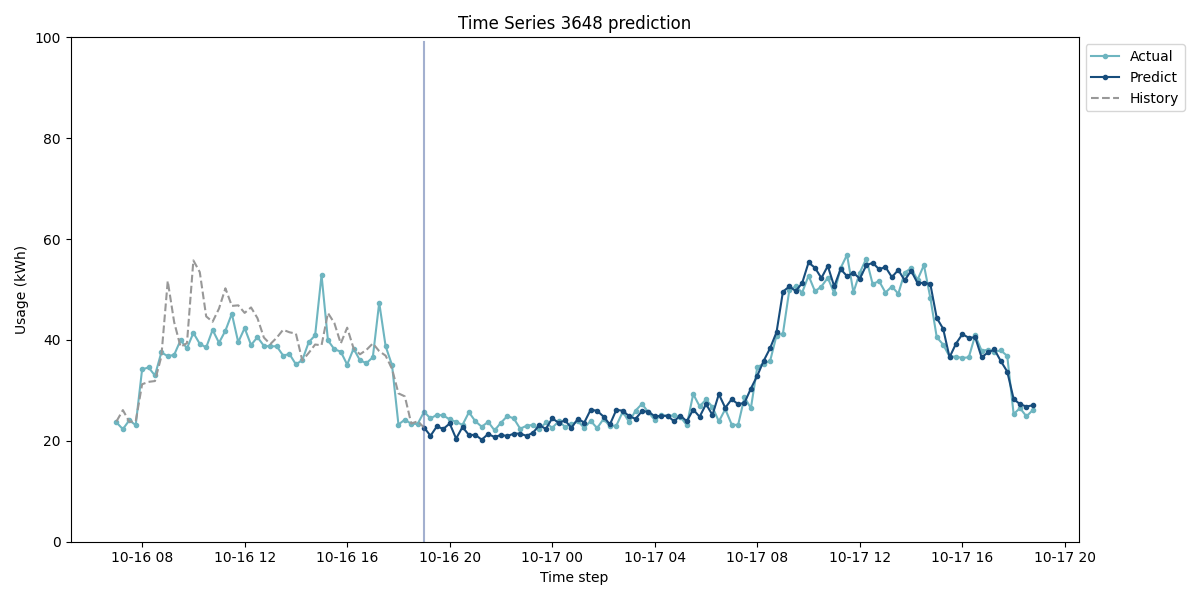 Time Series 3648 prediction
100
80
60
40
20
0
Usage (kWh)
10-16 08
10-16 12
10-16 16
10-16 20
10-17 00
10-17 04
10-17 08
10-17 12
10-17 16
10-17 20
Time step
Actual
Predict
History